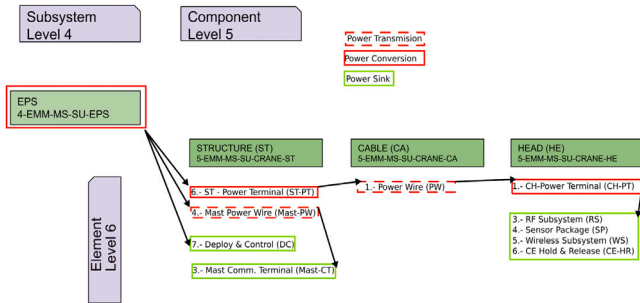 Subsystem
Level 4
Component
Level 5
Power Transmision
Power Conversion
Power Sink
EPS
4-EMM-MS-SU-EPS
STRUCTURE (ST)
5-EMM-MS-SU-CRANE-ST
CABLE (CA)
5-EMM-MS-SU-CRANE-CA
HEAD (HE)
5-EMM-MS-SU-CRANE-HE
Element
Level 6
6.- ST - Power Terminal (ST-PT)
4.- Mast Power Wire (Mast-PW)
7.- Deploy & Control (DC)
3.- Mast Comm. Terminal (Mast-CT)
1.- Power Wire (PW)
1.- CH-Power Terminal (CH-PT)
3.- RF Subsystem (RS)
4.- Sensor Package (SP)
5.- Wireless Subsystem (WS)
6.- CE Hold & Release (CE-HR)